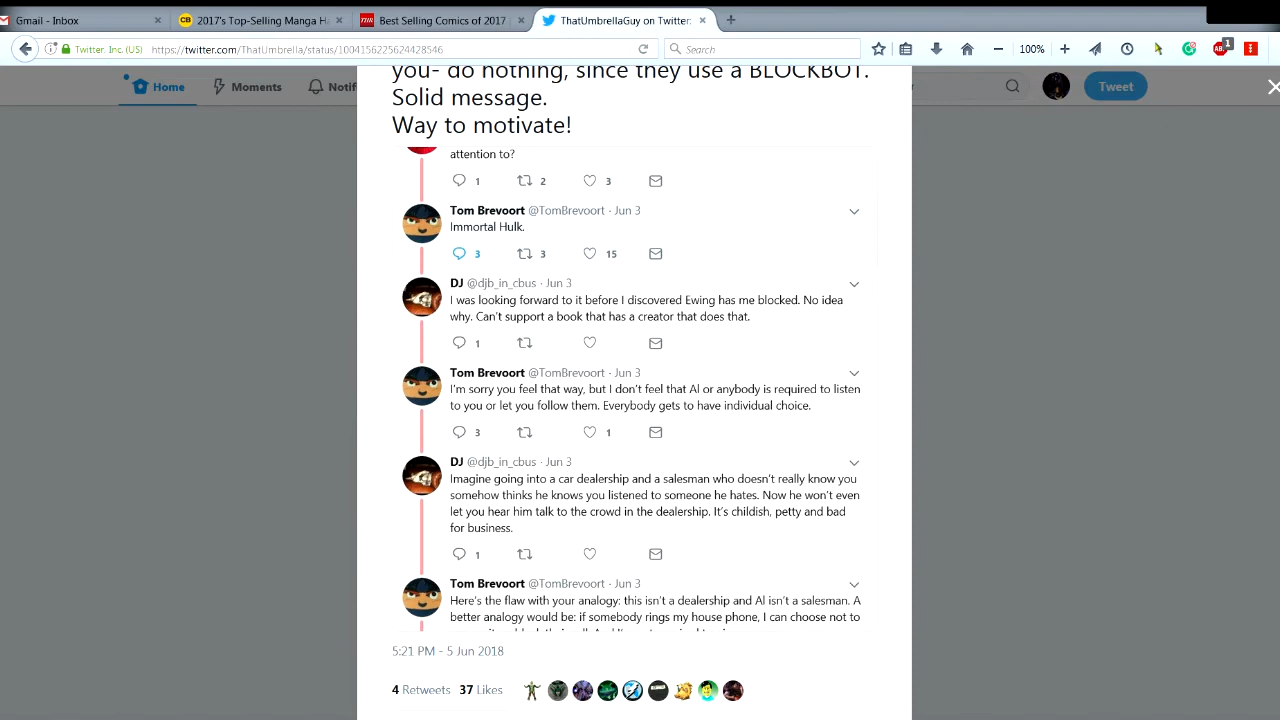 Gmail - Inbox
2017's Top-Selling Manga H
Best Selling Comics of 2017
ThatUmbrellaGuy on Twitter:
Twitter, Inc. (US)
https://twitter.com/ThatUmbrella/status/1004156225624428546
Search
100%
1
Home
Moments
Notif
Tweet
you- do nothing, since they use a BLOCKBOT.
Solid message.
Way to motivate!
attention to?
1 2 3
Tom Brevoort @TomBrevoort · Jun 3
Immortal Hulk.
3 3 15
DJ @djb_in_cbus · Jun 3
I was looking forward to it before I discovered Ewing has me blocked. No idea
why. Can't support a book that has a creator that does that.
1
Tom Brevoort @TomBrevoort · Jun 3
I'm sorry you feel that way, but I don't feel that Al or anybody is required to listen
to you or let you follow them. Everybody gets to have individual choice.
3 1
DJ @djb_in_cbus · Jun 3
Imagine going into a car dealership and a salesman who doesn't really know you
somehow thinks he knows you listened to someone he hates. Now he won't even
let you hear him talk to the crowd in the dealership. It's childish, petty and bad
for business.
1
Tom Brevoort @TomBrevoort · Jun 3
Here's the flaw with your analogy: this isn't a dealership and Al isn't a salesman. A
better analogy would be: if somebody rings my house phone, I can choose not to
5:21 PM - 5 Jun 2018
4 Retweets 37 Likes